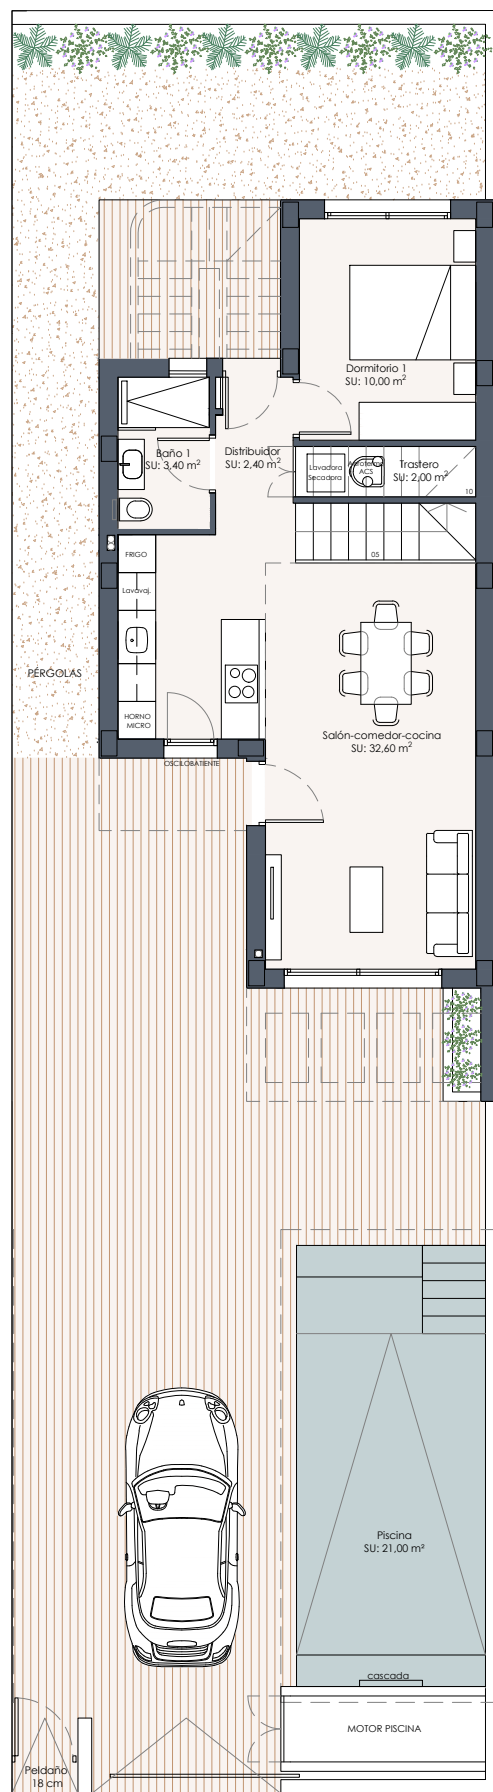 Dormitorio 1
SU: 10,00 m²
Baño 1
SU: 3,40 m²
Distribuidor
SU: 2,40 m²
Lavadora
Secadora
Aerotermia
ACS
Trastero
SU: 2,00 m²
10
FRIGO
05
Lavavaj.
PÉRGOLAS
HORNO
MICRO
Salón-comedor-cocina
SU: 32,60 m²
OSCILOBATIENTE
Piscina
SU: 21,00 m²
cascada
MOTOR PISCINA
Peldaño
18 cm